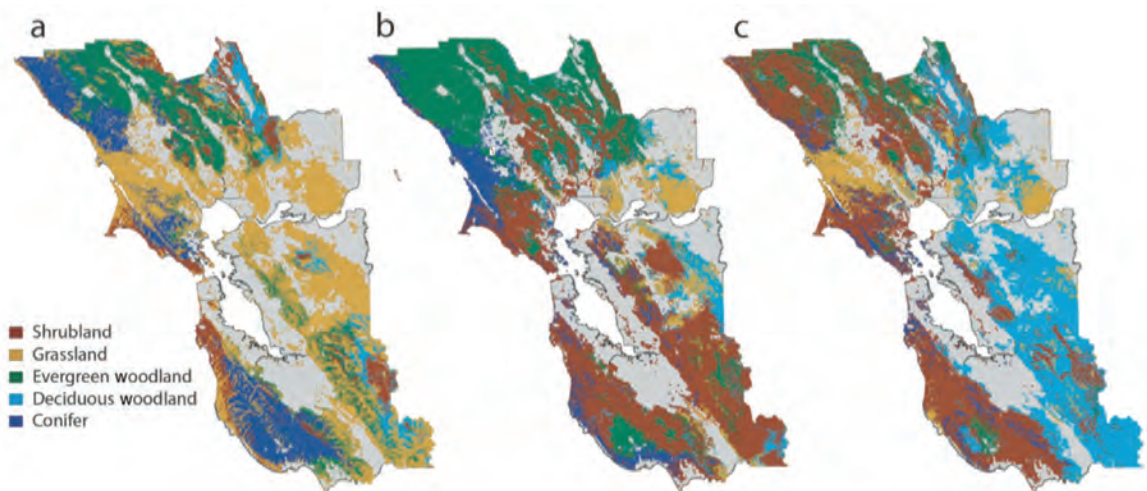 a
b
c
Shrubland
Grassland
Evergreen woodland
Deciduous woodland
Conifer